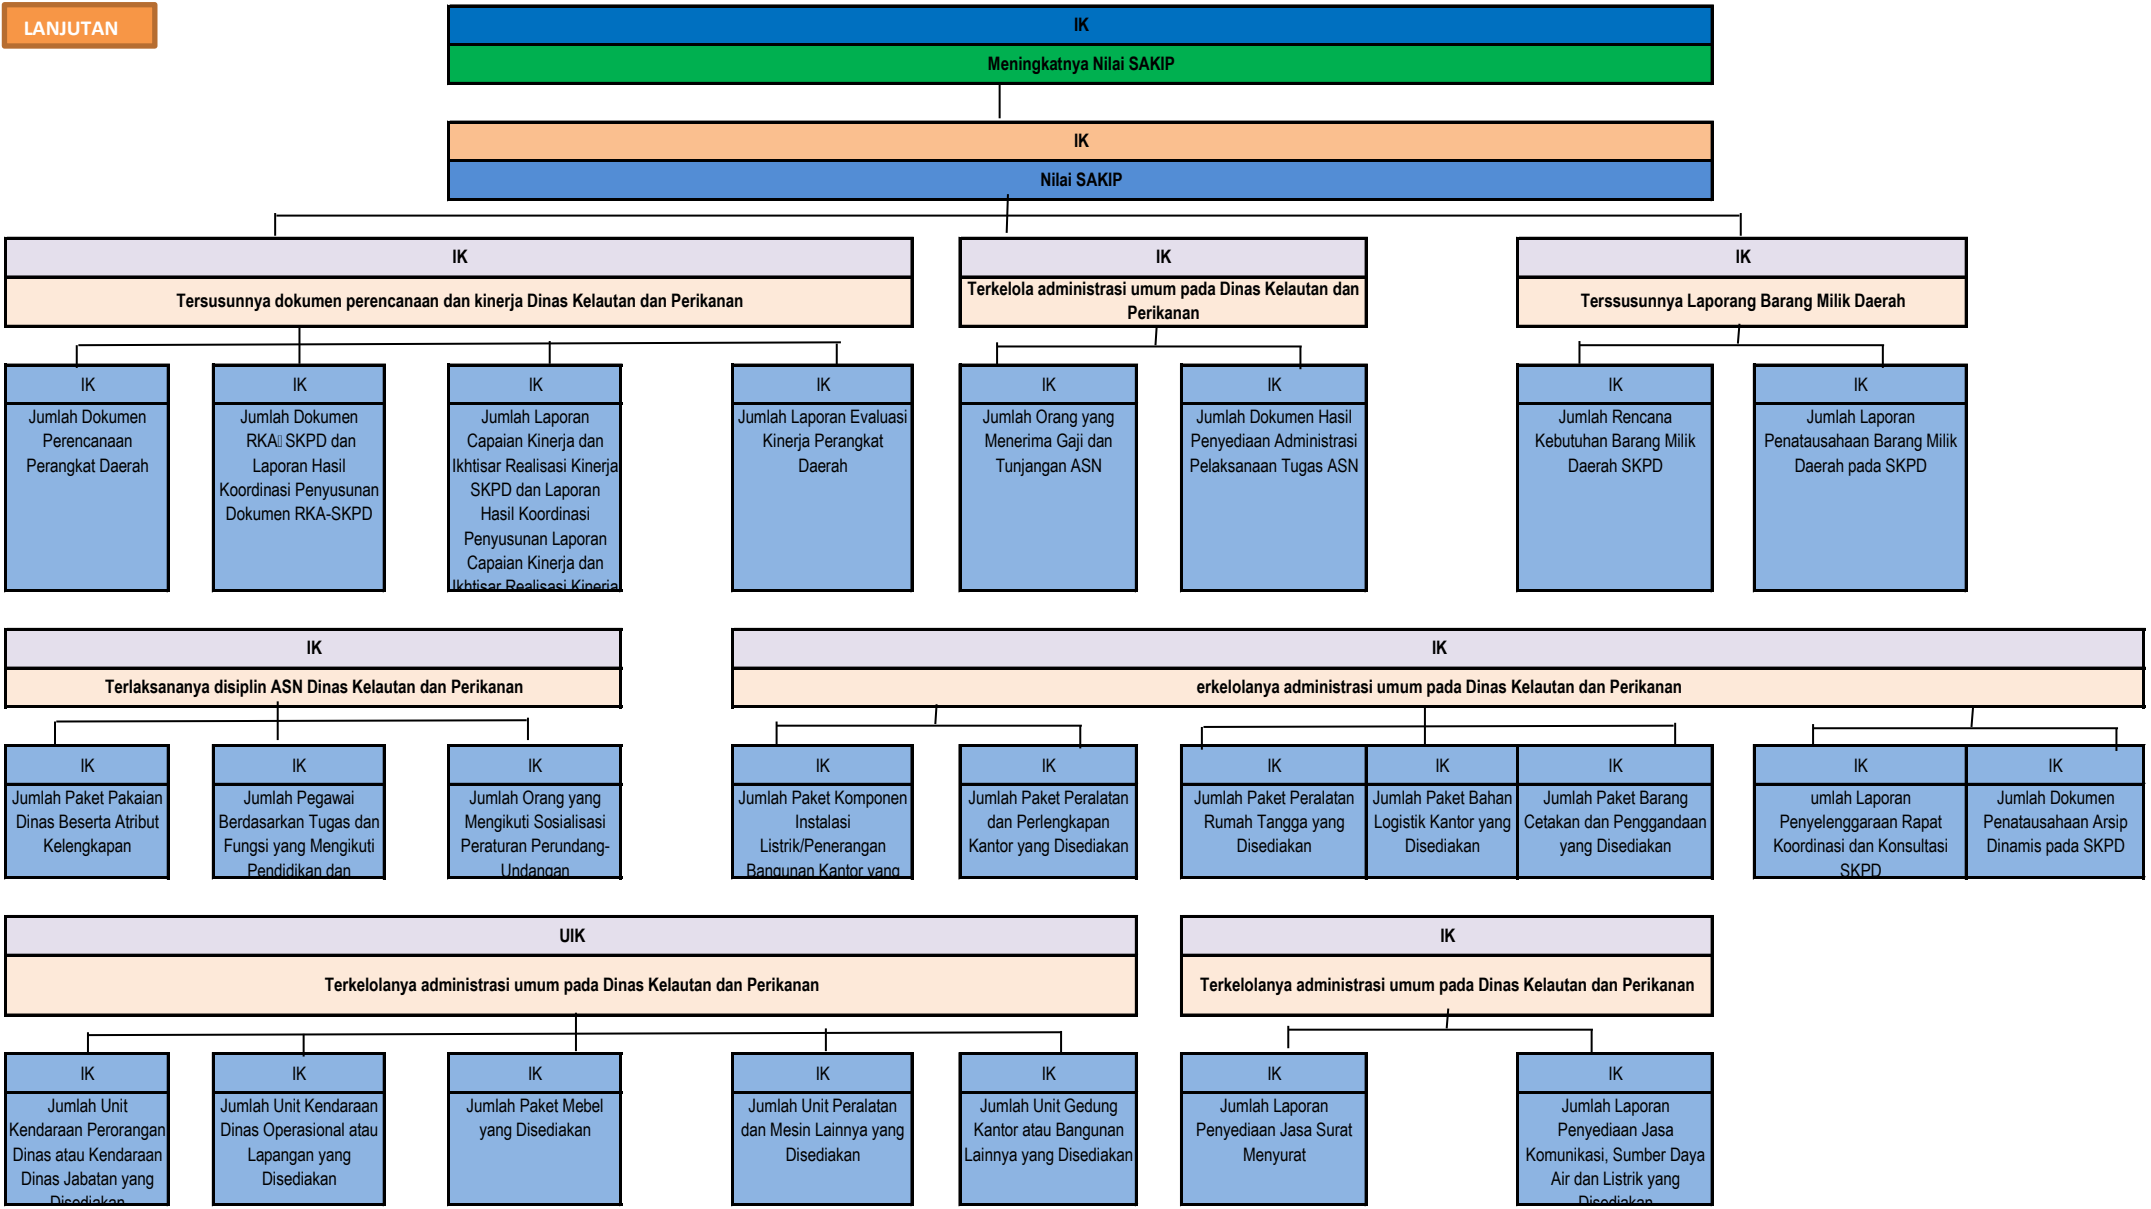 LANJUTAN
IK
Meningkatnya Nilai SAKIP
IK
Nilai SAKIP
IK
Tersusunnya dokumen perencanaan dan kinerja Dinas Kelautan dan Perikanan
IK
Terkelola administrasi umum pada Dinas Kelautan dan
Perikanan
IK
Terssusunnya Laporang Barang Milik Daerah
IK
Jumlah Dokumen
Perencanaan
Perangkat Daerah
IK
Jumlah Dokumen
RKA SKPD dan
Laporan Hasil
Koordinasi Penyusunan
Dokumen RKA-SKPD
IK
Jumlah Laporan
Capaian Kinerja dan
Ikhtisar Realisasi Kinerja
SKPD dan Laporan
Hasil Koordinasi
Penyusunan Laporan
Capaian Kinerja dan
Ikhtisar Realisasi Kinerja
IK
Jumlah Laporan Evaluasi
Kinerja Perangkat
Daerah
IK
Jumlah Orang yang
Menerima Gaji dan
Tunjangan ASN
IK
Jumlah Dokumen Hasil
Penyediaan Administrasi
Pelaksanaan Tugas ASN
IK
Jumlah Rencana
Kebutuhan Barang Milik
Daerah SKPD
IK
Jumlah Laporan
Penatausahaan Barang Milik
Daerah pada SKPD
IK
Terlaksananya disiplin ASN Dinas Kelautan dan Perikanan
IK
erkelolanya administrasi umum pada Dinas Kelautan dan Perikanan
IK
Jumlah Paket Pakaian
Dinas Beserta Atribut
Kelengkapan
IK
Jumlah Pegawai
Berdasarkan Tugas dan
Fungsi yang Mengikuti
Pendidikan dan
IK
Jumlah Orang yang
Mengikuti Sosialisasi
Peraturan Perundang-
Undangan
IK
Jumlah Paket Komponen
Instalasi
Listrik/Penerangan
Bangunan Kantor yang
IK
Jumlah Paket Peralatan
dan Perlengkapan
Kantor yang Disediakan
IK
Jumlah Paket Peralatan
Rumah Tangga yang
Disediakan
IK
Jumlah Paket Bahan
Logistik Kantor yang
Disediakan
IK
Jumlah Paket Barang
Cetakan dan Penggandaan
yang Disediakan
IK
umlah Laporan
Penyelenggaraan Rapat
Koordinasi dan Konsultasi
SKPD
IK
Jumlah Dokumen
Penatausahaan Arsip
Dinamis pada SKPD
UIK
Terkelolanya administrasi umum pada Dinas Kelautan dan Perikanan
IK
Terkelolanya administrasi umum pada Dinas Kelautan dan Perikanan
IK
Jumlah Unit
Kendaraan Perorangan
Dinas atau Kendaraan
Dinas Jabatan yang
Disediakan
IK
Jumlah Unit Kendaraan
Dinas Operasional atau
Lapangan yang
Disediakan
IK
Jumlah Paket Mebel
yang Disediakan
IK
Jumlah Unit Peralatan
dan Mesin Lainnya yang
Disediakan
IK
Jumlah Unit Gedung
Kantor atau Bangunan
Lainnya yang Disediakan
IK
Jumlah Laporan
Penyediaan Jasa Surat
Menyurat
IK
Jumlah Laporan
Penyediaan Jasa
Komunikasi, Sumber Daya
Air dan Listrik yang
Disediakan